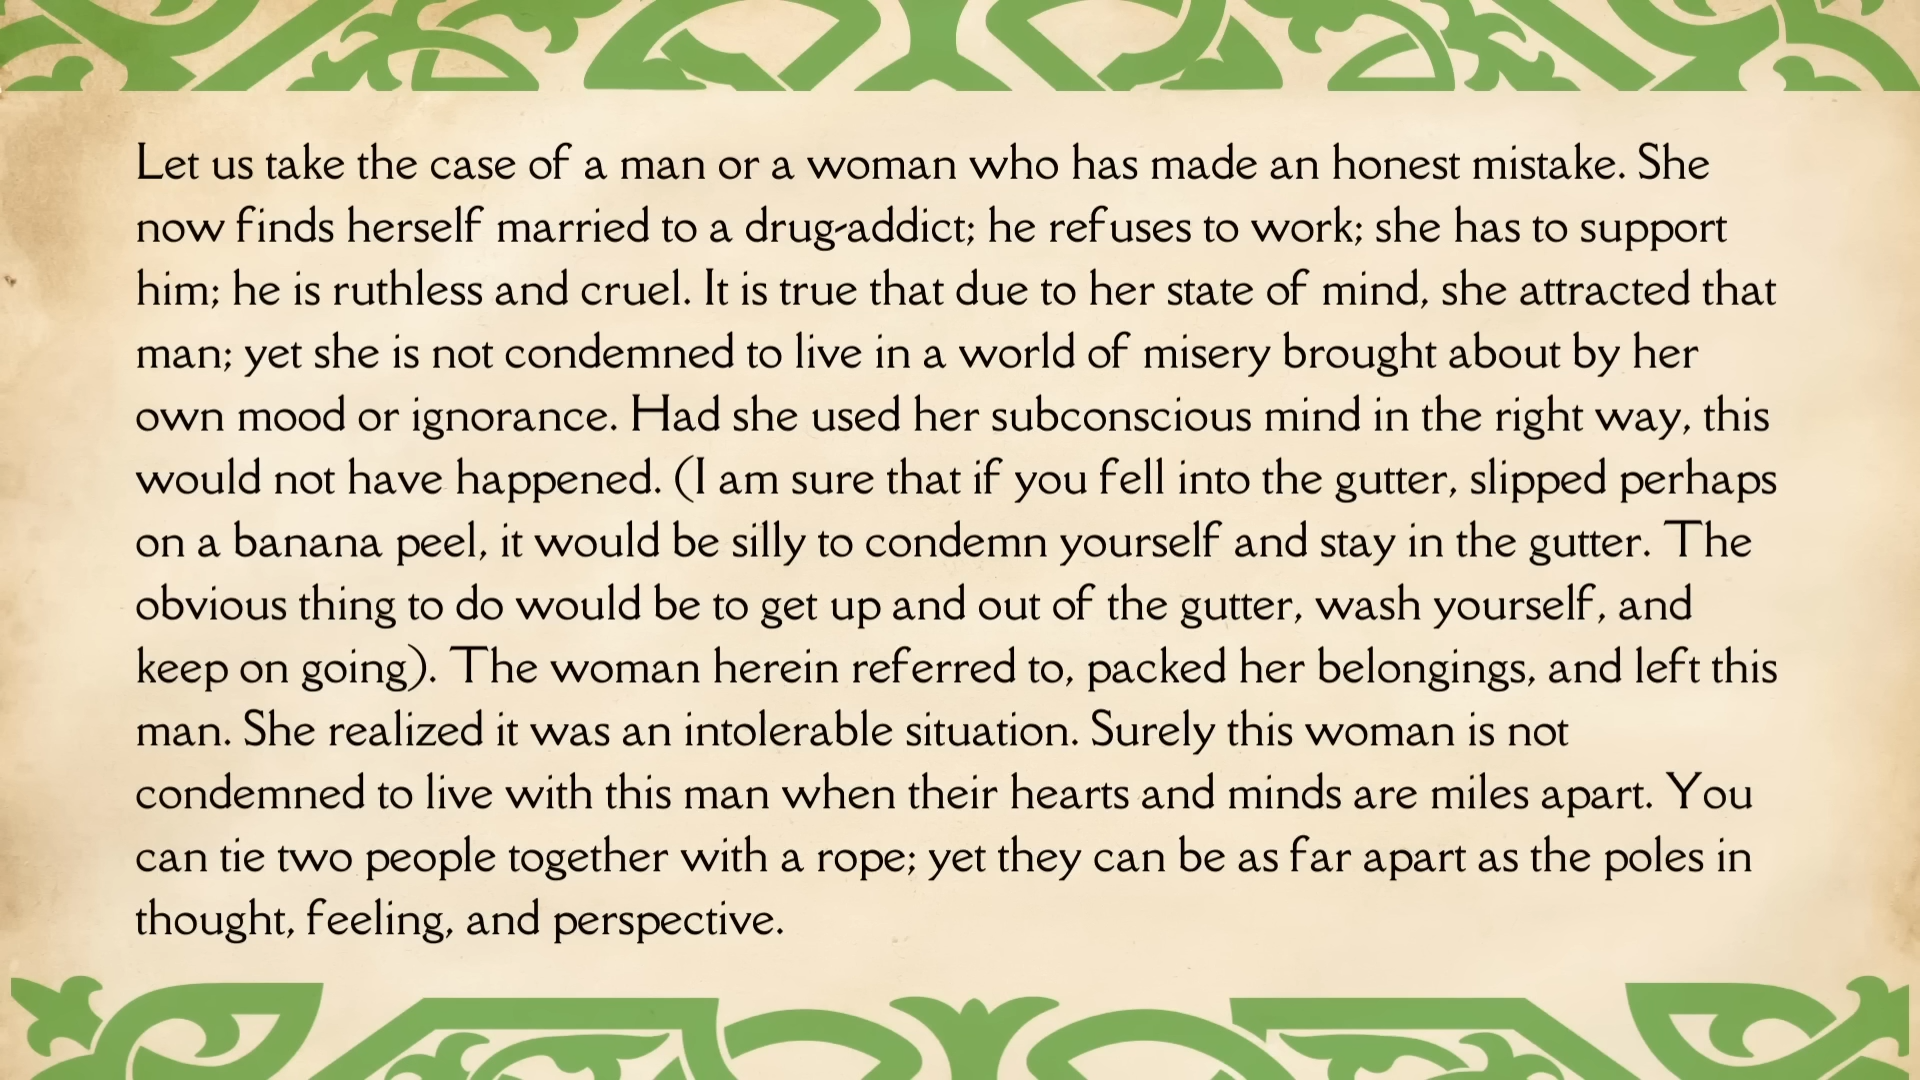 Let us take the case of a man or a woman who has made an honest mistake. She
now finds herself married to a drug-addict; he refuses to work; she has to support
him; he is ruthless and cruel. It is true that due to her state of mind, she attracted that
man; yet she is not condemned to live in a world of misery brought about by her
own mood or ignorance. Had she used her subconscious mind in the right way, this
would not have happened. (I am sure that if you fell into the gutter, slipped perhaps
on a banana peel, it would be silly to condemn yourself and stay in the gutter. The
obvious thing to do would be to get up and out of the gutter, wash yourself, and
keep on going). The woman herein referred to, packed her belongings, and left this
man. She realized it was an intolerable situation. Surely this woman is not
condemned to live with this man when their hearts and minds are miles apart. You
can tie two people together with a rope; yet they can be as far apart as the poles in
thought, feeling, and perspective.